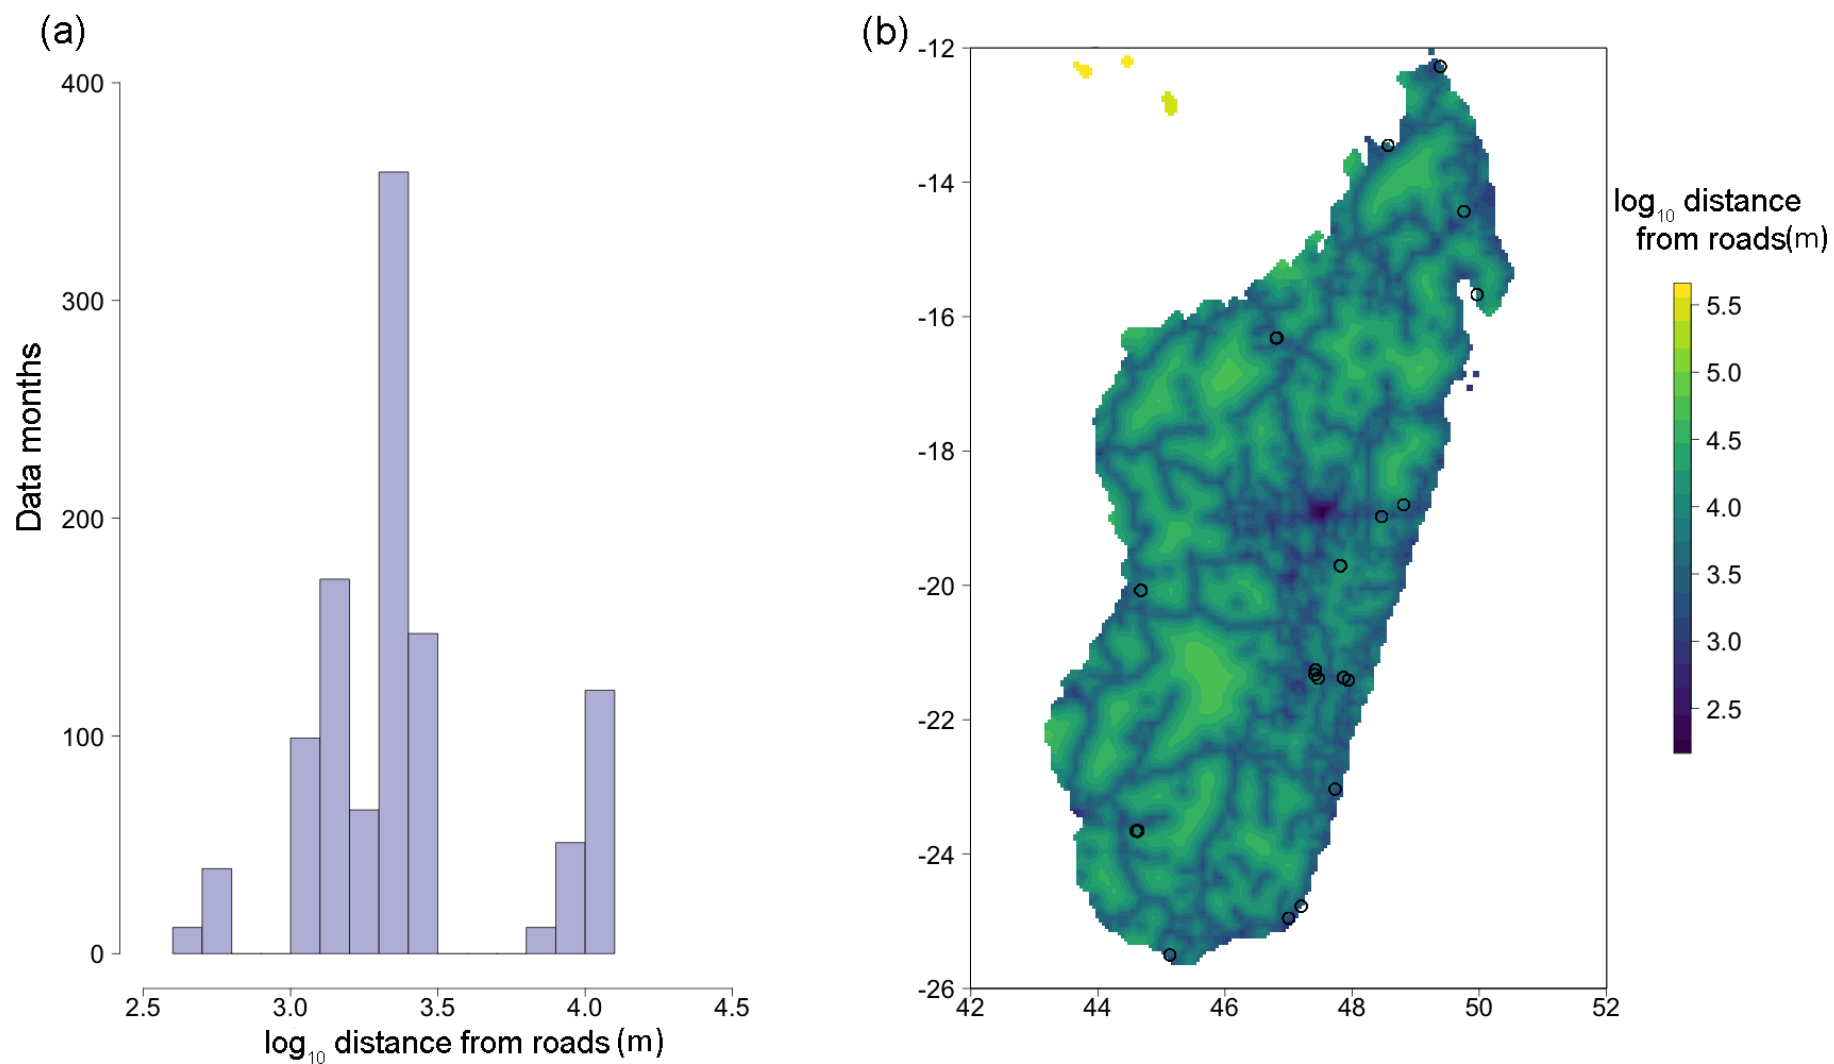 (a)
400
300
200
100
0
Data months
2.5 3.0 3.5 4.0 4.5
log10 distance from roads (m)
(b)
-12
-14
-16
-18
-20
-22
-24
-26
42 44 46 48 50 52
log10 distance
from roads(m)
5.5
5.0
4.5
4.0
3.5
3.0
2.5